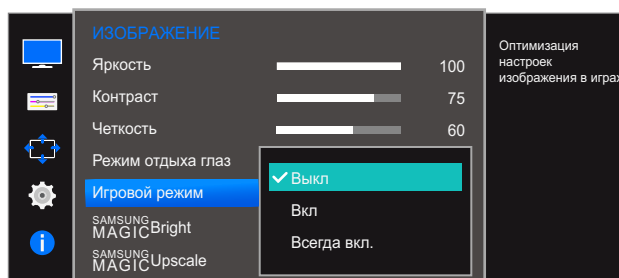 ИЗОБРАЖЕНИЕ
Яркость 100
Контраст 75
Четкость 60
Режим отдыха глаз
Игровой режим
Выкл
Вкл
Всегда вкл.
SAMSUNG
MAGICBright
SAMSUNG
MAGICUpscale
Оптимизация
настроек
изображения в играх